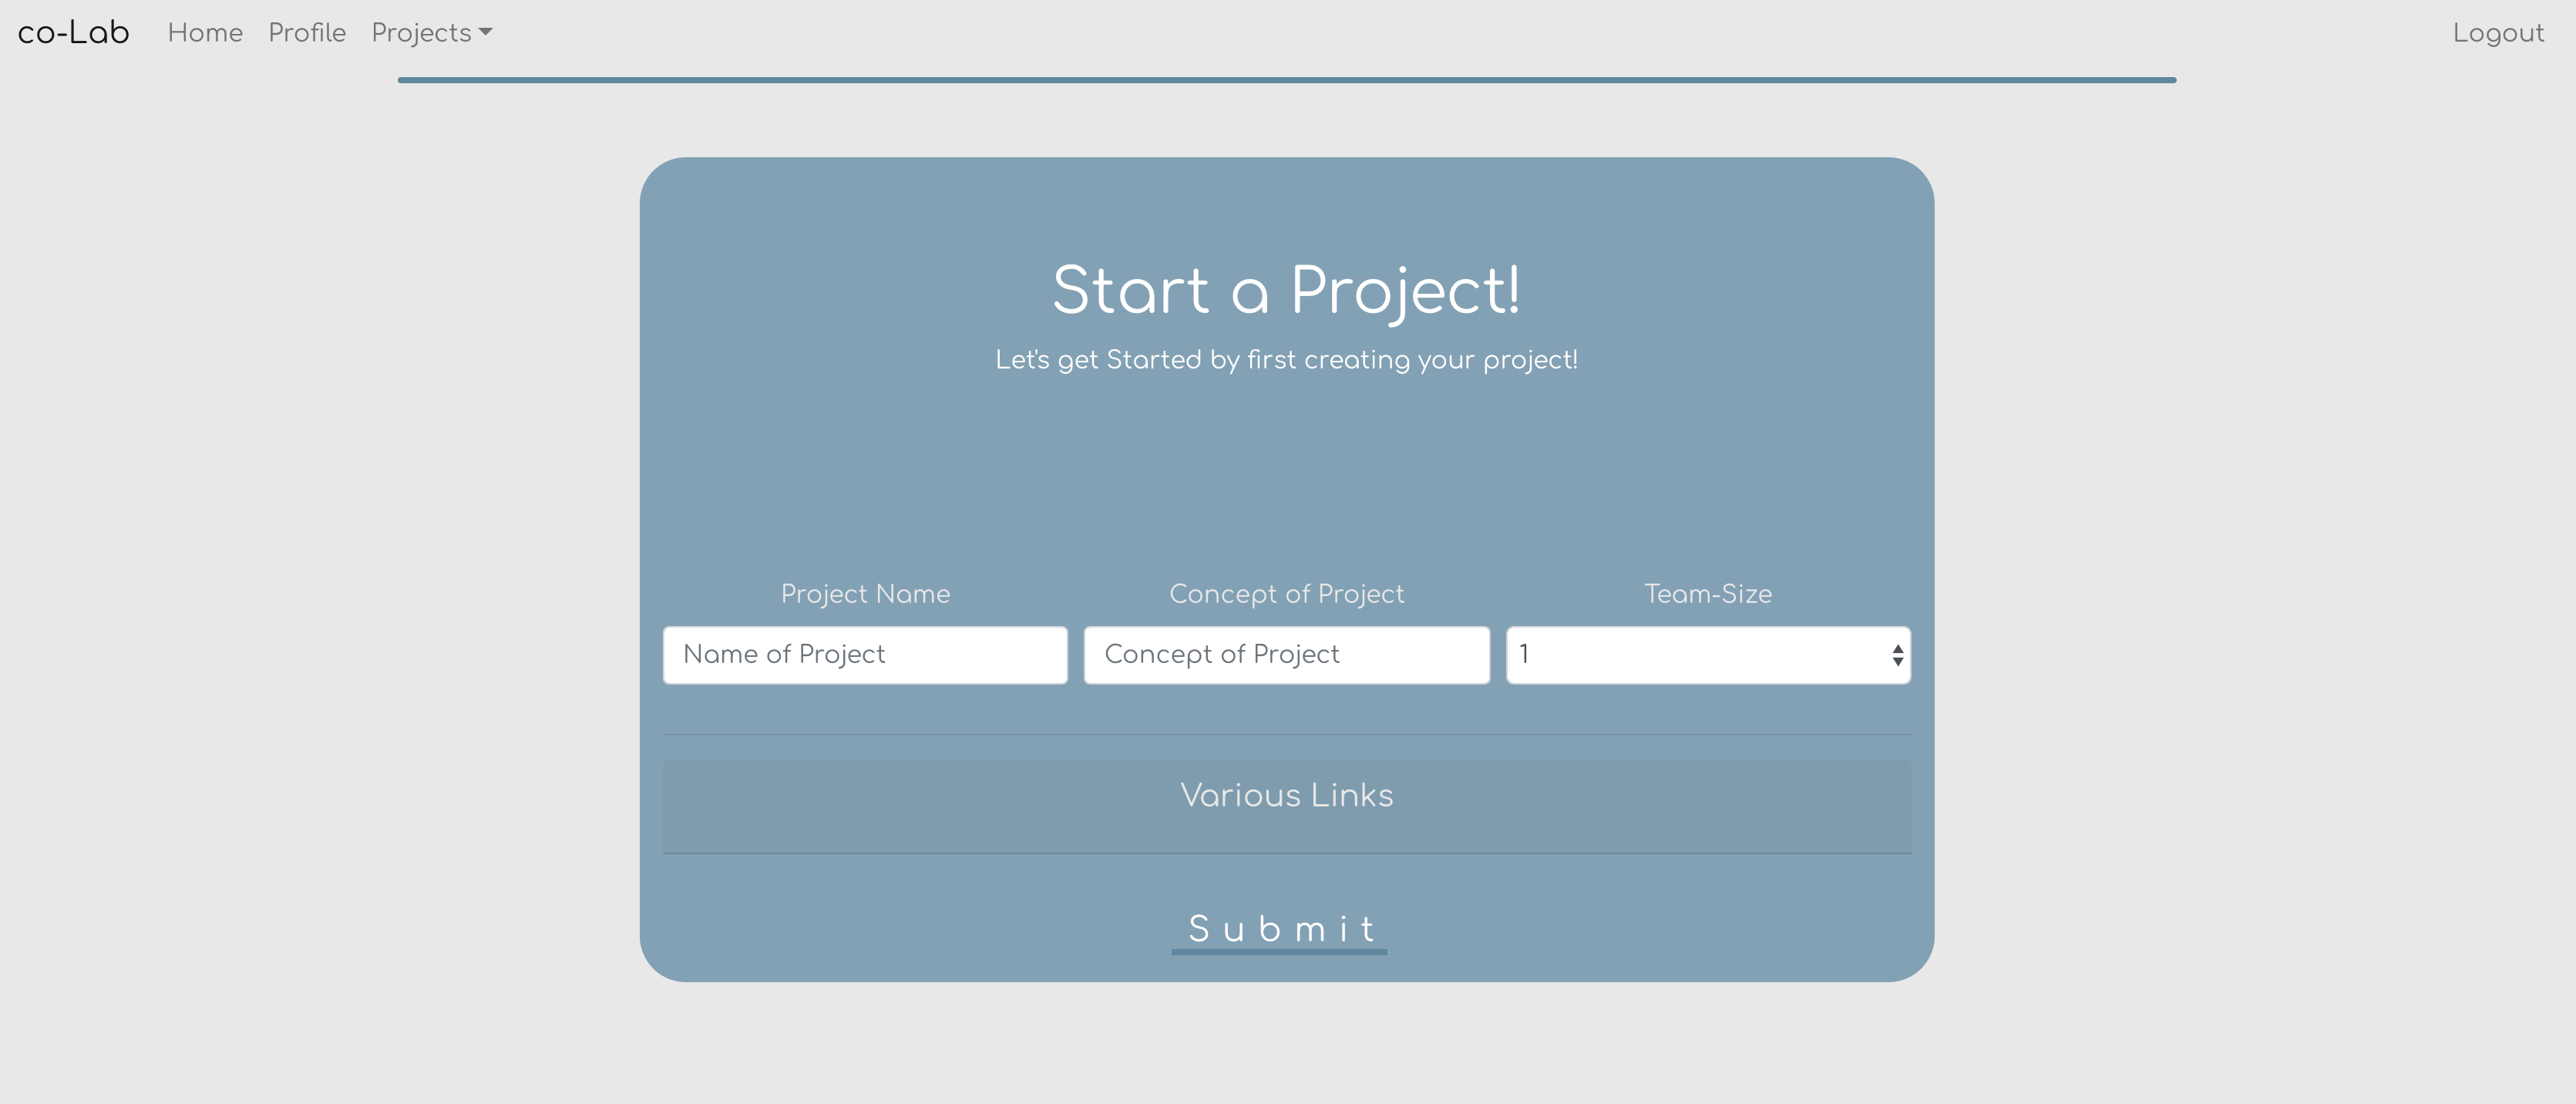 co-Lab Home Profile Projects Logout
Start a Project!
Let's get Started by first creating your project!
Project Name Concept of Project Team-Size
Name of Project Concept of Project 1
Various Links
Submit